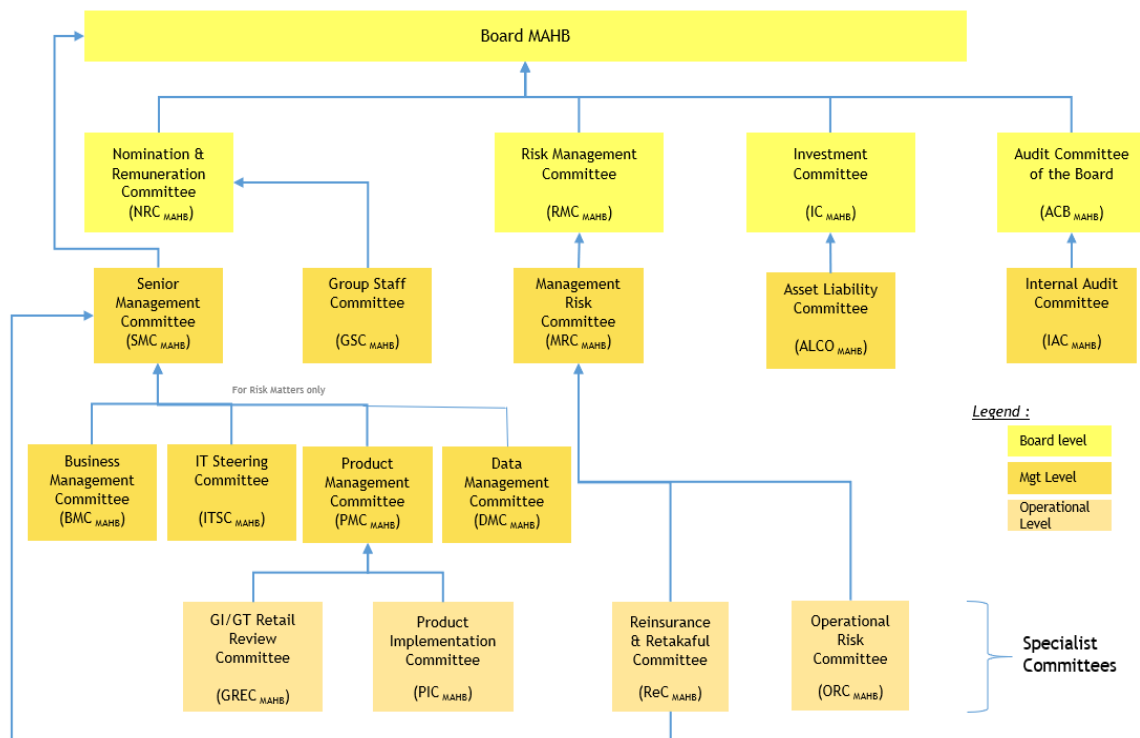 Board MAHB
Nomination &
Remuneration
Committee
(NRC MAHB)
Risk Management
Committee
(RMC MAHB)
Investment
Committee
(IC MAHB)
Audit Committee
of the Board
(ACB MAHB)
Senior
Management
Committee
(SMC MAHB)
Group Staff
Committee
(GSC MAHB)
Management
Risk
Committee
(MRC MAHB)
Asset Liability
Committee
(ALCO MAHB)
Internal Audit
Committee
(IAC MAHB)
For Risk Matters only
Legend :
Board level
Mgt Level
Operational
Level
Business
Management
Committee
(BMC MAHB)
IT Steering
Committee
(ITSC MAHB)
Product
Management
Committee
(PMC MAHB)
Data
Management
Committee
(DMC MAHB)
GI/GT Retail
Review
Committee
(GREC MAHB)
Product
Implementation
Committee
(PIC MAHB)
Reinsurance
& Retakaful
Committee
(ReC MAHB)
Operational
Risk
Committee
(ORC MAHB)
Specialist
Committees